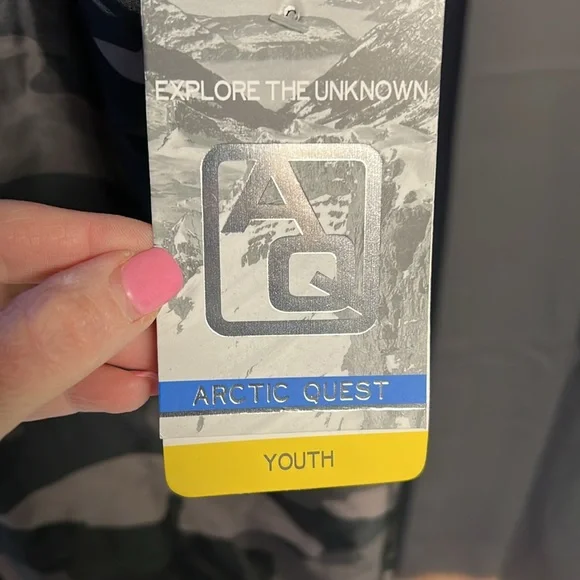 EXPLORE THE UNKNOWN
AQ
ARCTIC QUEST
YOUTH